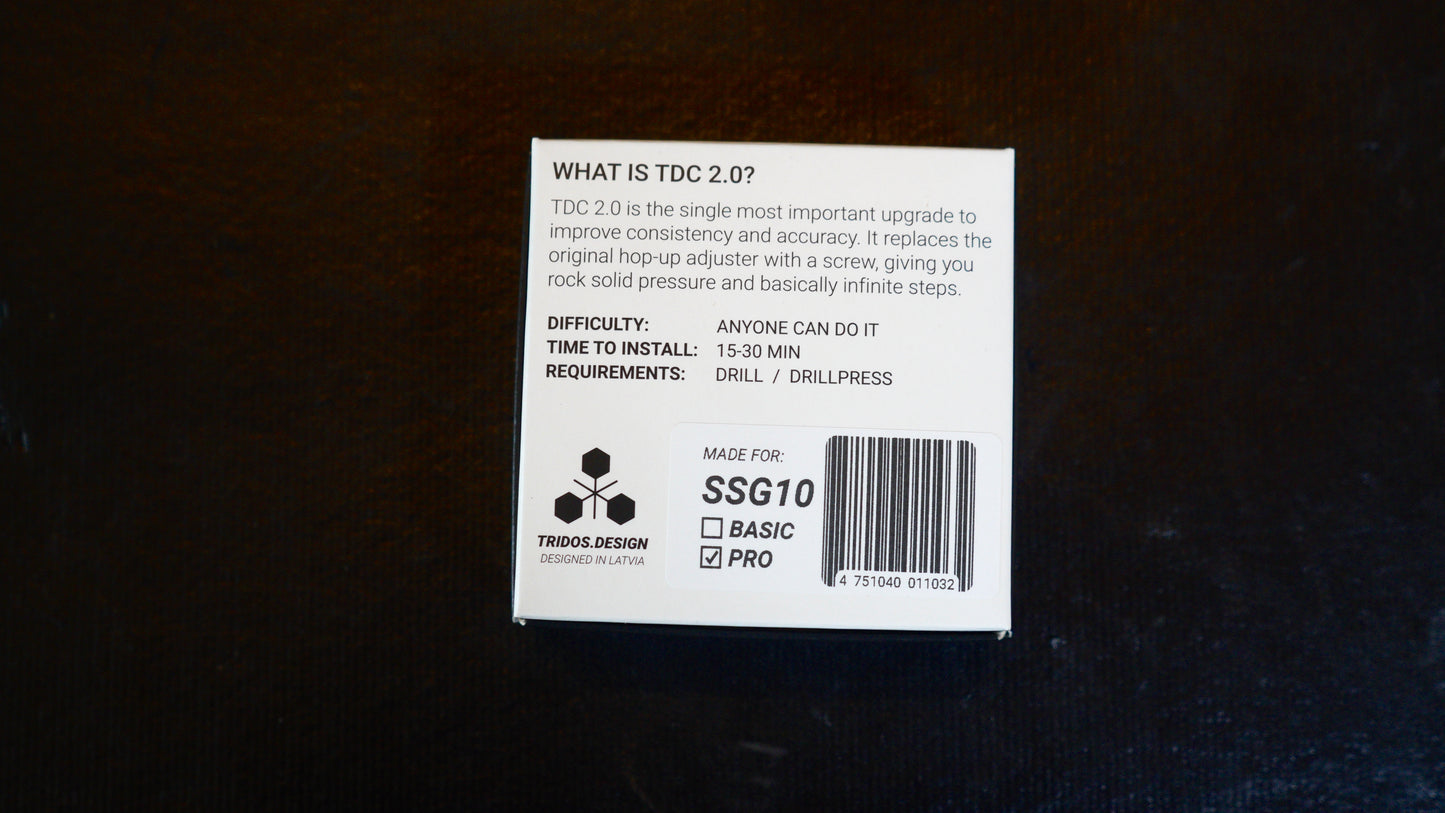 WHAT IS TDC 2.0?
TDC 2.0 is the single most important upgrade to
improve consistency and accuracy. It replaces the
original hop-up adjuster with a screw, giving you
rock solid pressure and basically infinite steps.
DIFFICULTY: ANYONE CAN DO IT
TIME TO INSTALL: 15-30 MIN
REQUIREMENTS: DRILL / DRILLPRESS
TRIDOS.DESIGN
DESIGNED IN LATVIA
MADE FOR:
SSG10
BASIC
PRO
4 751040 011032